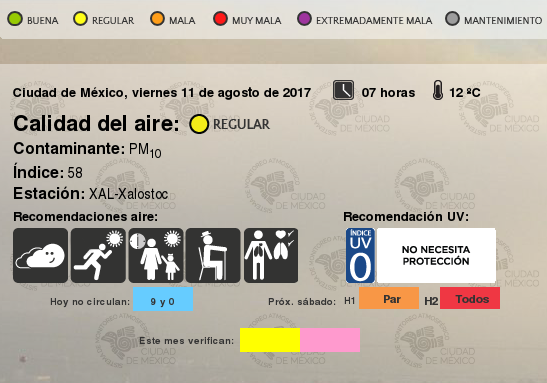 BUENA REGULAR MALA MUY MALA EXTREMADAMENTE MALA MANTENIMIENTO
Ciudad de México, viernes 11 de agosto de 2017 07 horas 12 ºC
Calidad del aire: REGULAR
Contaminante: PM10
Índice: 58
Estación: XAL-Xalostoc
Recomendaciones aire: Recomendación UV:
ÍNDICE
UV
0
NO NECESITA
PROTECCIÓN
Hoy no circulan: 9 y 0 Próx. sábado: H1 Par H2 Todos
Este mes verifican:
MONITOREO ATMOSFÉRICO
CIUDAD
DE MÉXICO